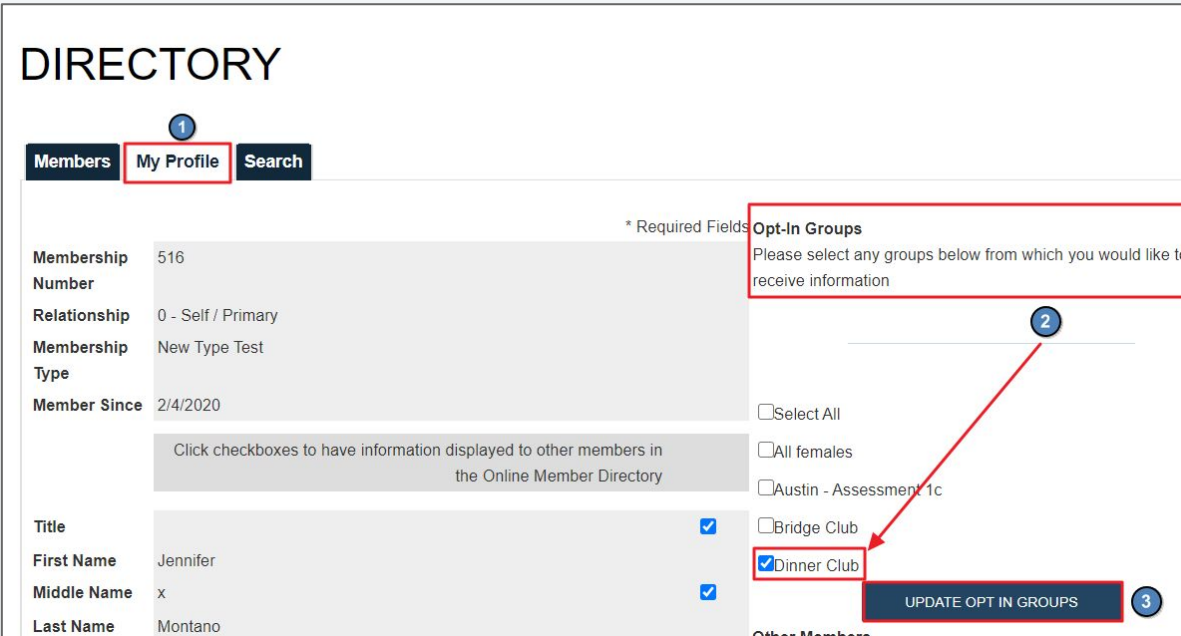 DIRECTORY
1
Members My Profile Search
* Required Fields
Membership Number 516
Relationship 0 - Self / Primary
Membership Type New Type Test
Member Since 2/4/2020
Click checkboxes to have information displayed to other members in
the Online Member Directory
Title
First Name Jennifer
Middle Name x
Last Name Montano
Opt-In Groups
Please select any groups below from which you would like to
receive information
2
Select All
All females
Austin - Assessment 1c
Bridge Club
Dinner Club
UPDATE OPT IN GROUPS 3
Other Members